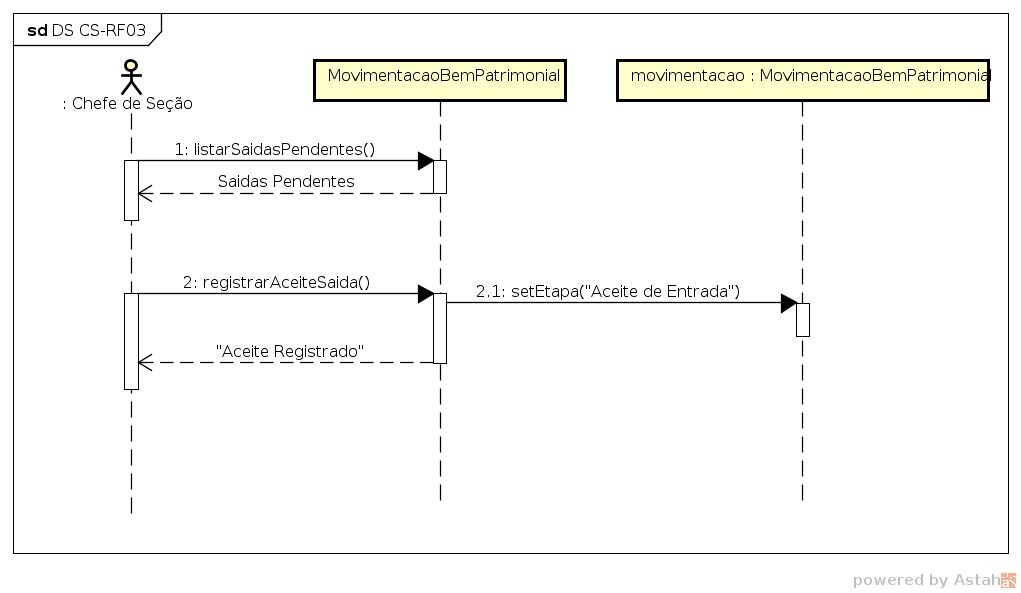 sd DS CS-RF03
: Chefe de Seção
MovimentacaoBemPatrimonial
movimentacao : MovimentacaoBemPatrimonial
1: listarSaidasPendentes()
Saidas Pendentes
2: registrarAceiteSaida()
2.1: setEtapa("Aceite de Entrada")
"Aceite Registrado"
powered by Astah